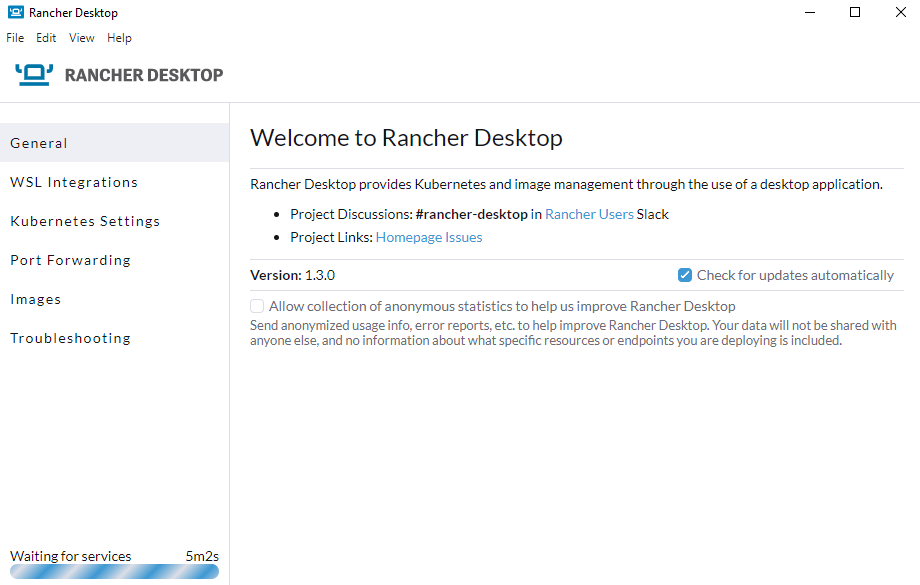 Rancher Desktop
File Edit View Help
RANCHER DESKTOP
General
WSL Integrations
Kubernetes Settings
Port Forwarding
Images
Troubleshooting
Waiting for services 5m2s
Welcome to Rancher Desktop
Rancher Desktop provides Kubernetes and image management through the use of a desktop application.
Project Discussions: #rancher-desktop in Rancher Users Slack
Project Links: Homepage Issues
Version: 1.3.0 Check for updates automatically
Allow collection of anonymous statistics to help us improve Rancher Desktop
Send anonymized usage info, error reports, etc. to help improve Rancher Desktop. Your data will not be shared with
anyone else, and no information about what specific resources or endpoints you are deploying is included.